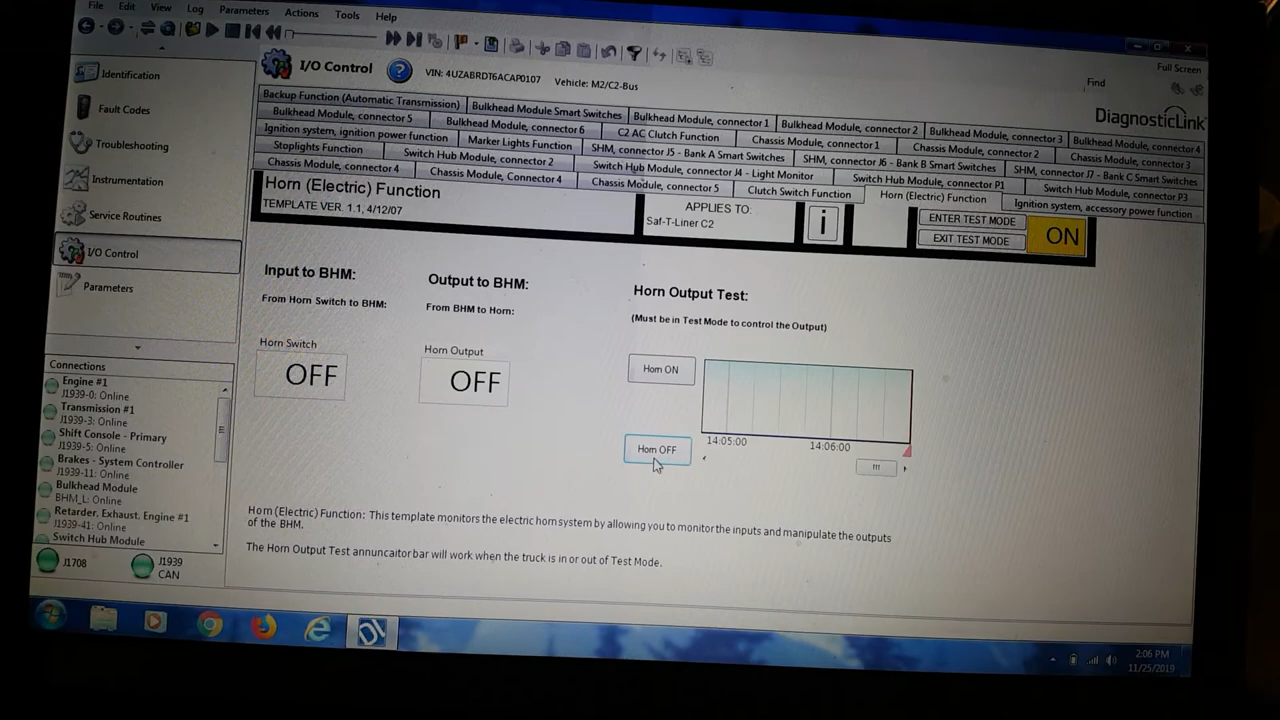 File Edit View Log Parameters Actions Tools Help
Full Screen
I/O Control ? VIN: 4UZABRDT6ACAP0107 Vehicle: M2/C2-Bus Find
DiagnosticLink
Identification
Fault Codes
Troubleshooting
Instrumentation
Service Routines
I/O Control
Parameters
Backup Function (Automatic Transmission) Bulkhead Module Smart Switches Bulkhead Module, connector 1 Bulkhead Module, connector 2 Bulkhead Module, connector 3 Bulkhead Module, connector 4
Bulkhead Module, connector 5 Bulkhead Module, connector 6 C2 AC Clutch Function Chassis Module, connector 1 Chassis Module, connector 2 Chassis Module, connector 3
Ignition system, ignition power function Marker Lights Function SHM, connector J5 - Bank A Smart Switches SHM, connector J6 - Bank B Smart Switches SHM, connector J7 - Bank C Smart Switches
Stoplights Function Switch Hub Module, connector 2 Switch Hub Module, connector J4 - Light Monitor Switch Hub Module, connector P1 Switch Hub Module, connector P3
Chassis Module, connector 4 Chassis Module, Connector 4 Chassis Module, connector 5 Clutch Switch Function Horn (Electric) Function Ignition system, accessory power function
Horn (Electric) Function
TEMPLATE VER. 1.1, 4/12/07
APPLIES TO:
Saf-T-Liner C2
i
ENTER TEST MODE
EXIT TEST MODE
ON
Input to BHM:
From Horn Switch to BHM:
Horn Switch
OFF
Output to BHM:
From BHM to Horn:
Horn Output
OFF
Horn Output Test:
(Must be in Test Mode to control the Output)
Horn ON
Horn OFF
14:05:00 14:06:00
Connections
Engine #1
J1939-0: Online
Transmission #1
J1939-3: Online
Shift Console - Primary
J1939-5: Online
Brakes - System Controller
J1939-11: Online
Bulkhead Module
BHM_L: Online
Retarder, Exhaust, Engine #1
J1939-41: Online
Switch Hub Module
J1708
J1939
CAN
Horn (Electric) Function: This template monitors the electric horn system by allowing you to monitor the inputs and manipulate the outputs
of the BHM.
The Horn Output Test annuncaitor bar will work when the truck is in or out of Test Mode.
2:06 PM
11/25/2019